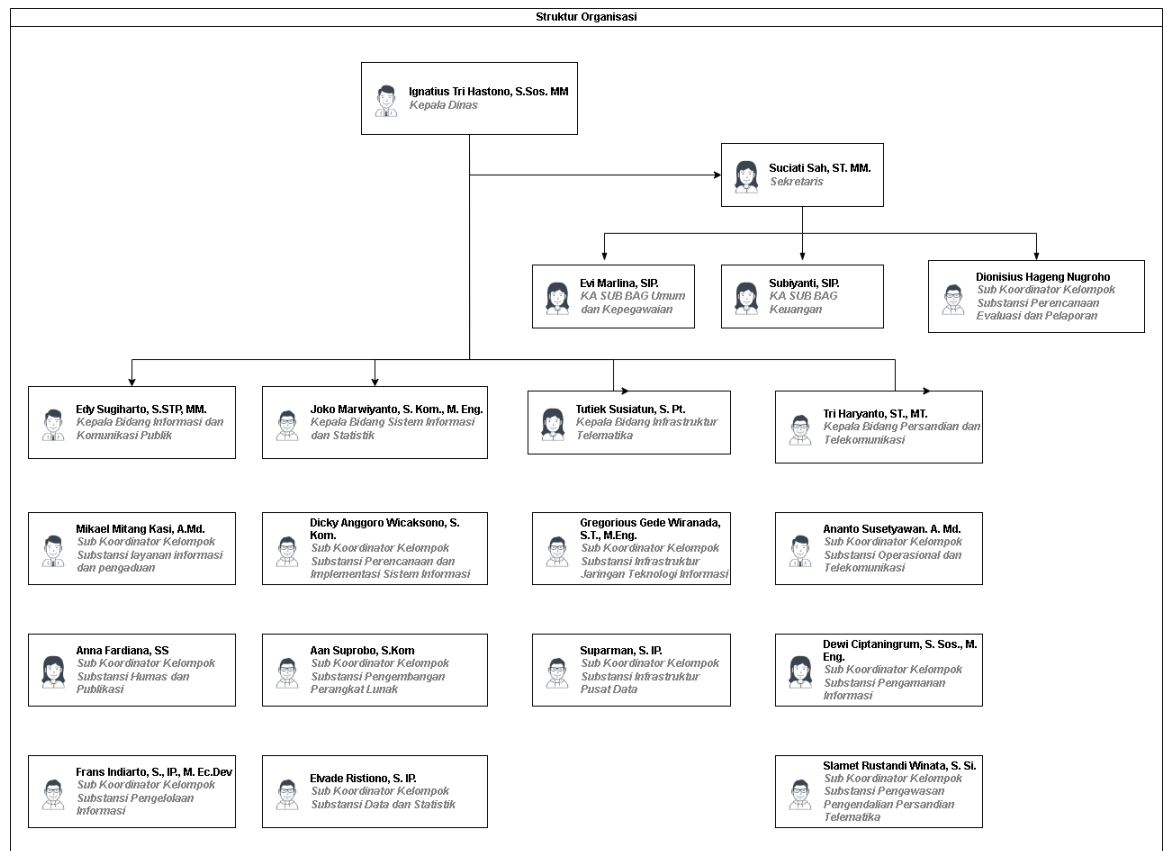 Struktur Organisasi
Ignatius Tri Hastono, S.Sos. MM
Kepala Dinas
Suciati Sah, ST. MM.
Sekretaris
Evi Marlina, SIP.
KA SUB BAG Umum
dan Kepegawaian
Subiyanti, SIP.
KA SUB BAG
Keuangan
Dionisius Hageng Nugroho
Sub Koordinator Kelompok
Substansi Perencanaan
Evaluasi dan Pelaporan
Edy Sugiharto, S.STP, MM.
Kepala Bidang Informasi dan
Komunikasi Publik
Joko Marwiyanto, S. Kom., M. Eng.
Kepala Bidang Sistem Informasi
dan Statistik
Tutiek Susiatun, S. Pt.
Kepala Bidang Infrastruktur
Telematika
Tri Haryanto, ST., MT.
Kepala Bidang Persandian dan
Telekomunikasi
Mikael Mitang Kasi, A.Md.
Sub Koordinator Kelompok
Substansi layanan informasi
dan pengaduan
Dicky Anggoro Wicaksono, S.
Kom.
Sub Koordinator Kelompok
Substansi Perencanaan dan
Implementasi Sistem Informasi
Gregorious Gede Wiranada,
S.T., M.Eng.
Sub Koordinator Kelompok
Substansi Infrastruktur
Jaringan Teknologi Informasi
Ananto Susetyawan. A. Md.
Sub Koordinator Kelompok
Substansi Operasional dan
Telekomunikasi
Anna Fardiana, SS
Sub Koordinator Kelompok
Substansi Humas dan
Publikasi
Aan Suprobo, S.Kom
Sub Koordinator Kelompok
Substansi Pengembangan
Perangkat Lunak
Suparman, S. IP.
Sub Koordinator Kelompok
Substansi Infrastruktur
Pusat Data
Dewi Ciptaningrum, S. Sos., M.
Eng.
Sub Koordinator Kelompok
Substansi Pengamanan
Informasi
Frans Indiarto, S., IP., M. Ec.Dev
Sub Koordinator Kelompok
Substansi Pengelolaan
Informasi
Elvade Ristiono, S. IP.
Sub Koordinator Kelompok
Substansi Data dan Statistik
Slamet Rustandi Winata, S. Si.
Sub Koordinator Kelompok
Substansi Pengawasan
Pengendalian Persandian
Telematika